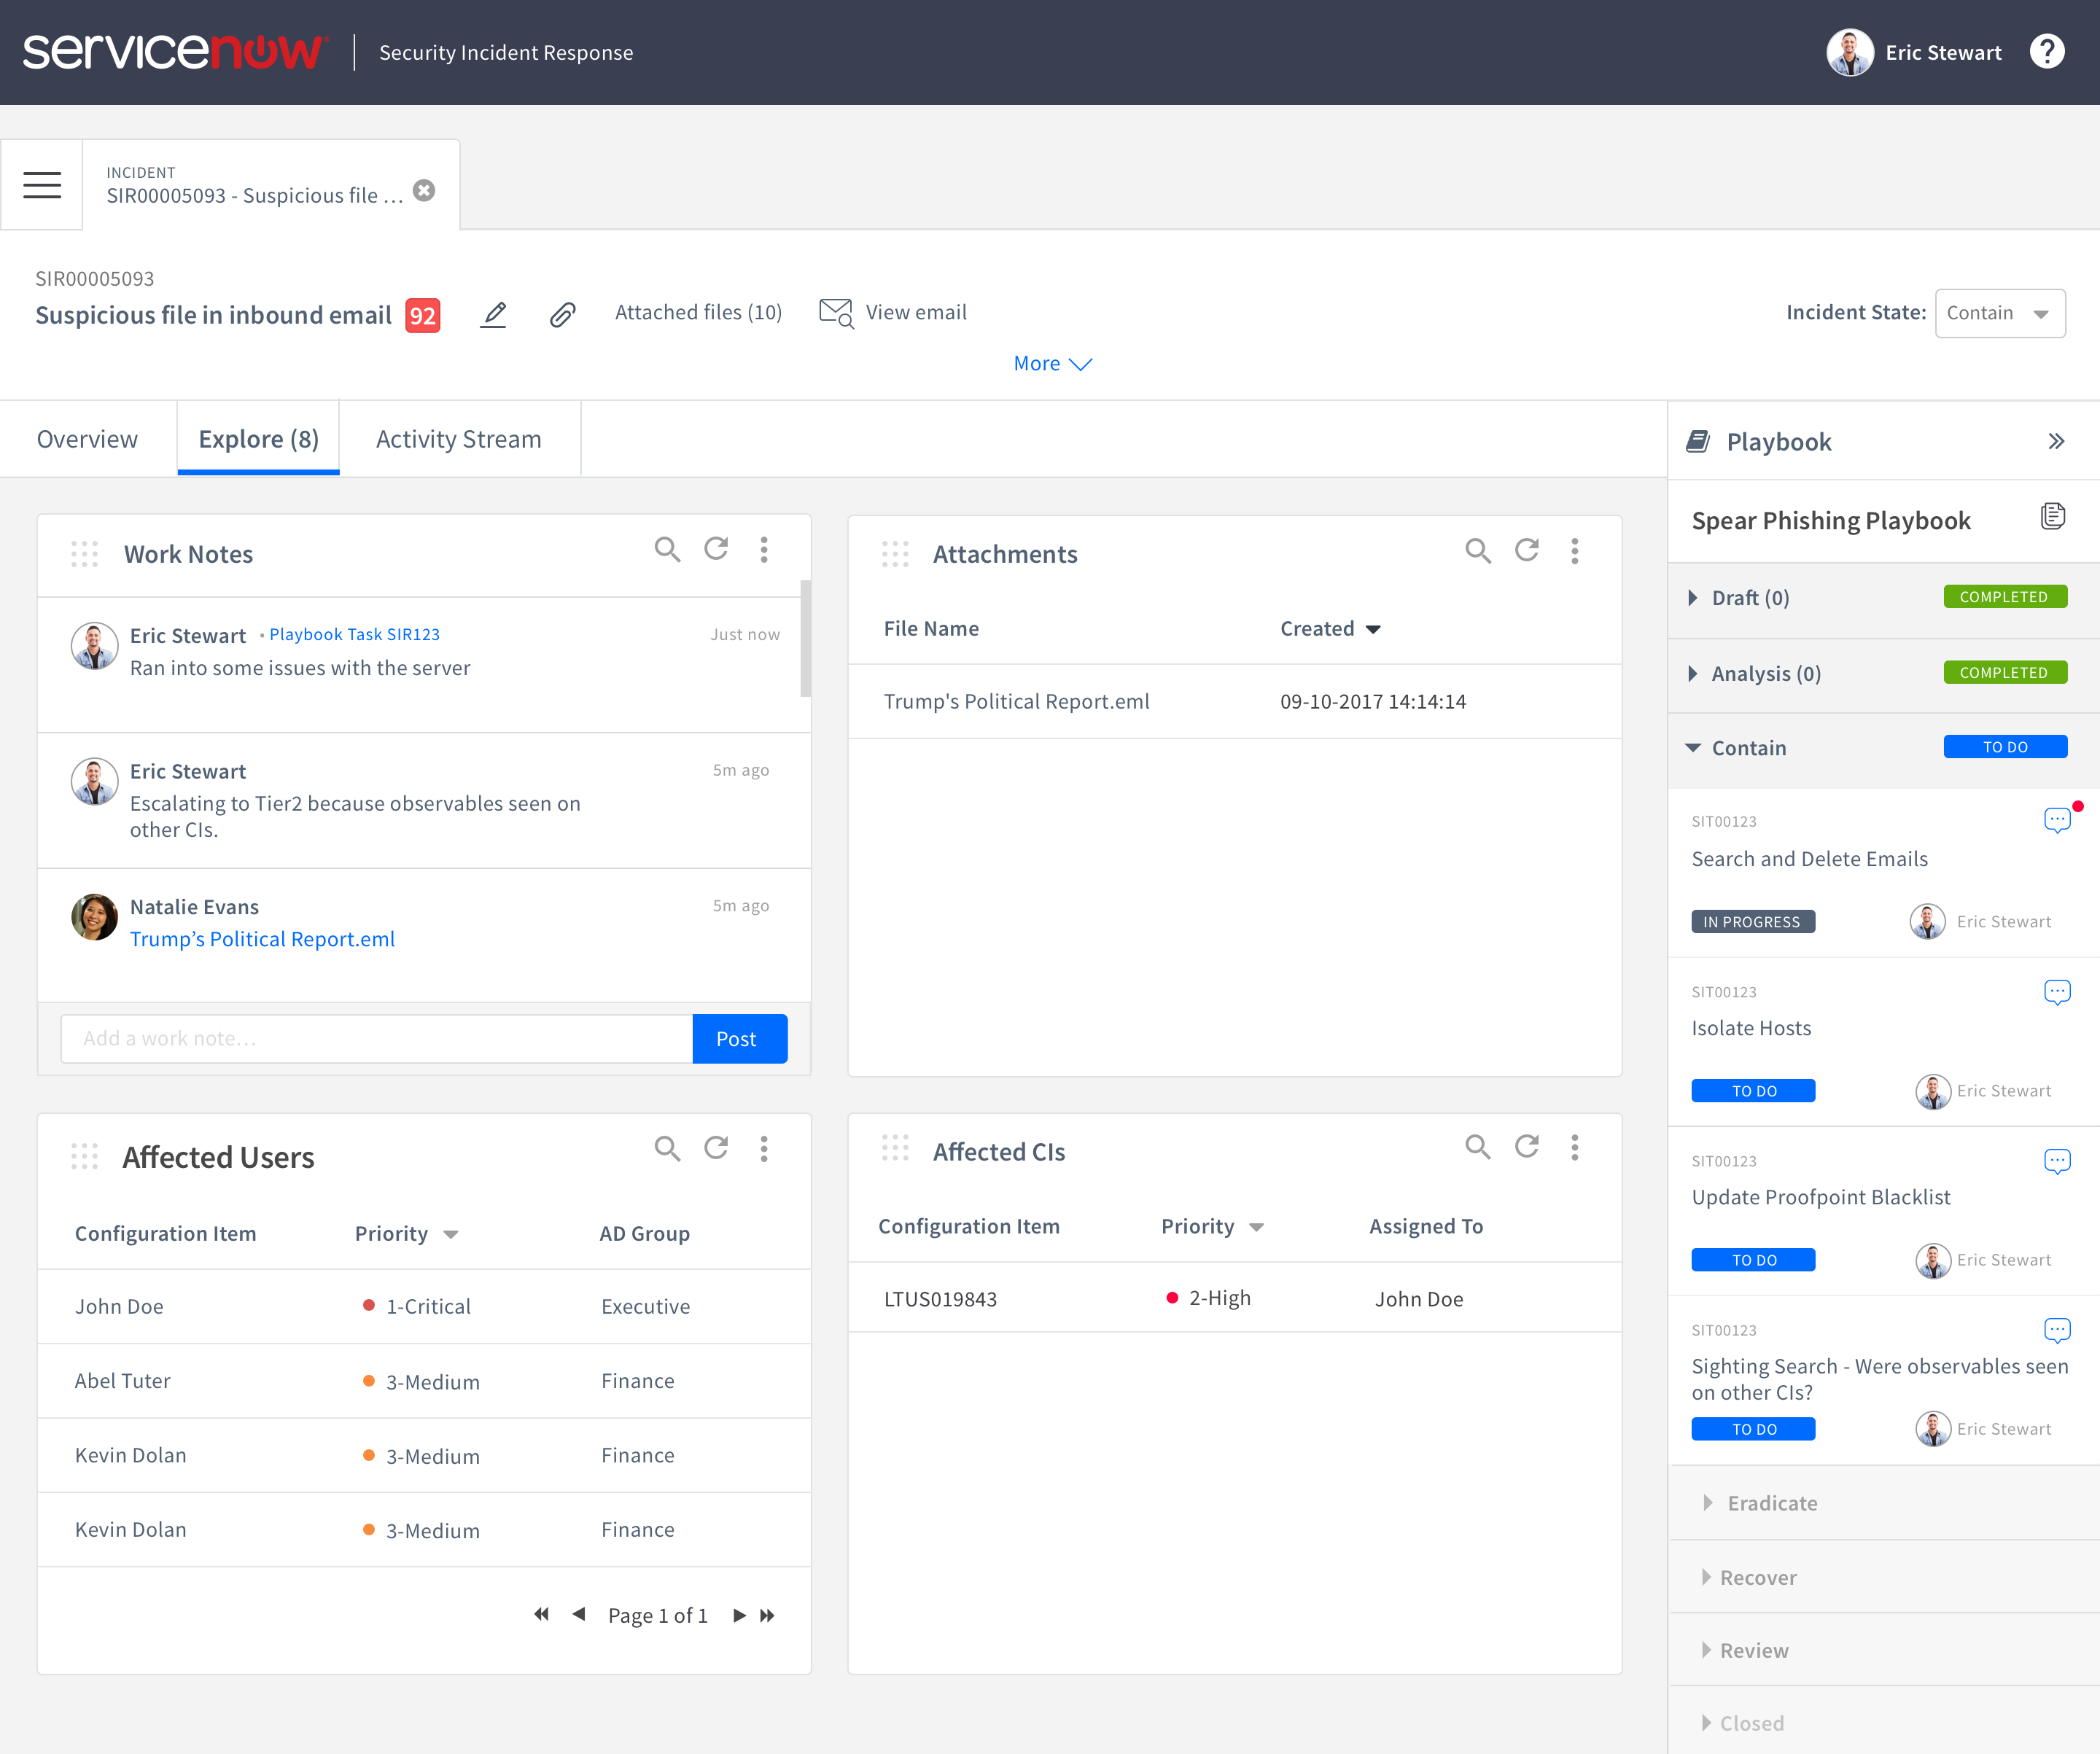 servicenow
Security Incident Response
Eric Stewart
?
INCIDENT
SIR00005093 - Suspicious file ...
SIR00005093
Suspicious file in inbound email 92
Attached files (10)
View email
Incident State: Contain
More
Overview
Explore (8)
Activity Stream
Work Notes
Eric Stewart • Playbook Task SIR123 Just now
Ran into some issues with the server
Eric Stewart 5m ago
Escalating to Tier2 because observables seen on
other CIs.
Natalie Evans 5m ago
Trump’s Political Report.eml
Add a work note...
Post
Attachments
File Name Created
Trump's Political Report.eml 09-10-2017 14:14:14
Affected Users
Configuration Item Priority AD Group
John Doe 1-Critical Executive
Abel Tuter 3-Medium Finance
Kevin Dolan 3-Medium Finance
Kevin Dolan 3-Medium Finance
Page 1 of 1
Affected CIs
Configuration Item Priority Assigned To
LTUS019843 2-High John Doe
Playbook
Spear Phishing Playbook
Draft (0) COMPLETED
Analysis (0) COMPLETED
Contain TO DO
SIT00123
Search and Delete Emails
IN PROGRESS Eric Stewart
SIT00123
Isolate Hosts
TO DO Eric Stewart
SIT00123
Update Proofpoint Blacklist
TO DO Eric Stewart
SIT00123
Sighting Search - Were observables seen
on other CIs?
TO DO Eric Stewart
Eradicate
Recover
Review
Closed